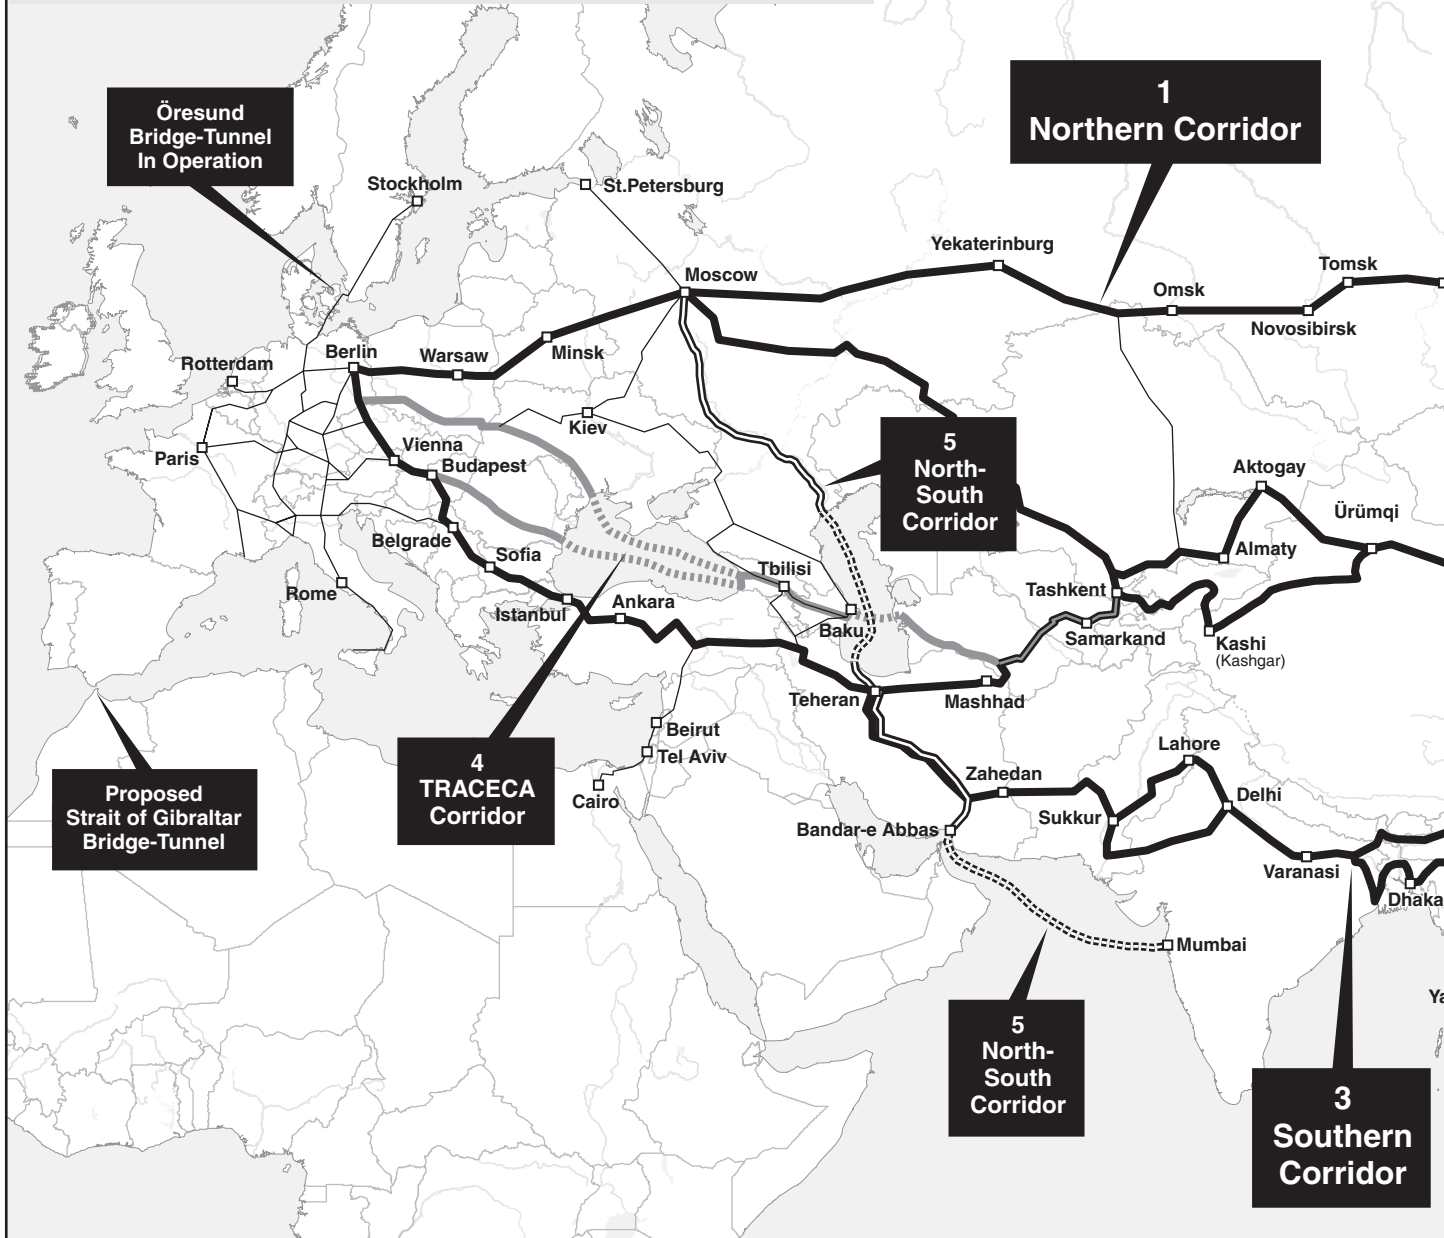 1
Northern Corridor
Öresund
Bridge-Tunnel
In Operation
Stockholm
St.Petersburg
Yekaterinburg
Moscow
Tomsk
Omsk
Novosibirsk
Berlin
Warsaw
Minsk
Rotterdam
Kiev
Paris
Vienna
Budapest
5
North-
South
Corridor
Aktogay
Ürümqi
Belgrade
Sofia
Almaty
Tbilisi
Rome
Istanbul
Ankara
Baku
Tashkent
Samarkand
Kashi
(Kashgar)
Teheran
Mashhad
Beirut
Tel Aviv
Cairo
4
TRACECA
Corridor
Proposed
Strait of Gibraltar
Bridge-Tunnel
Lahore
Zahedan
Delhi
Sukkur
Bandar-e Abbas
Varanasi
Dhaka
Mumbai
Ya
5
North-
South
Corridor
3
Southern
Corridor